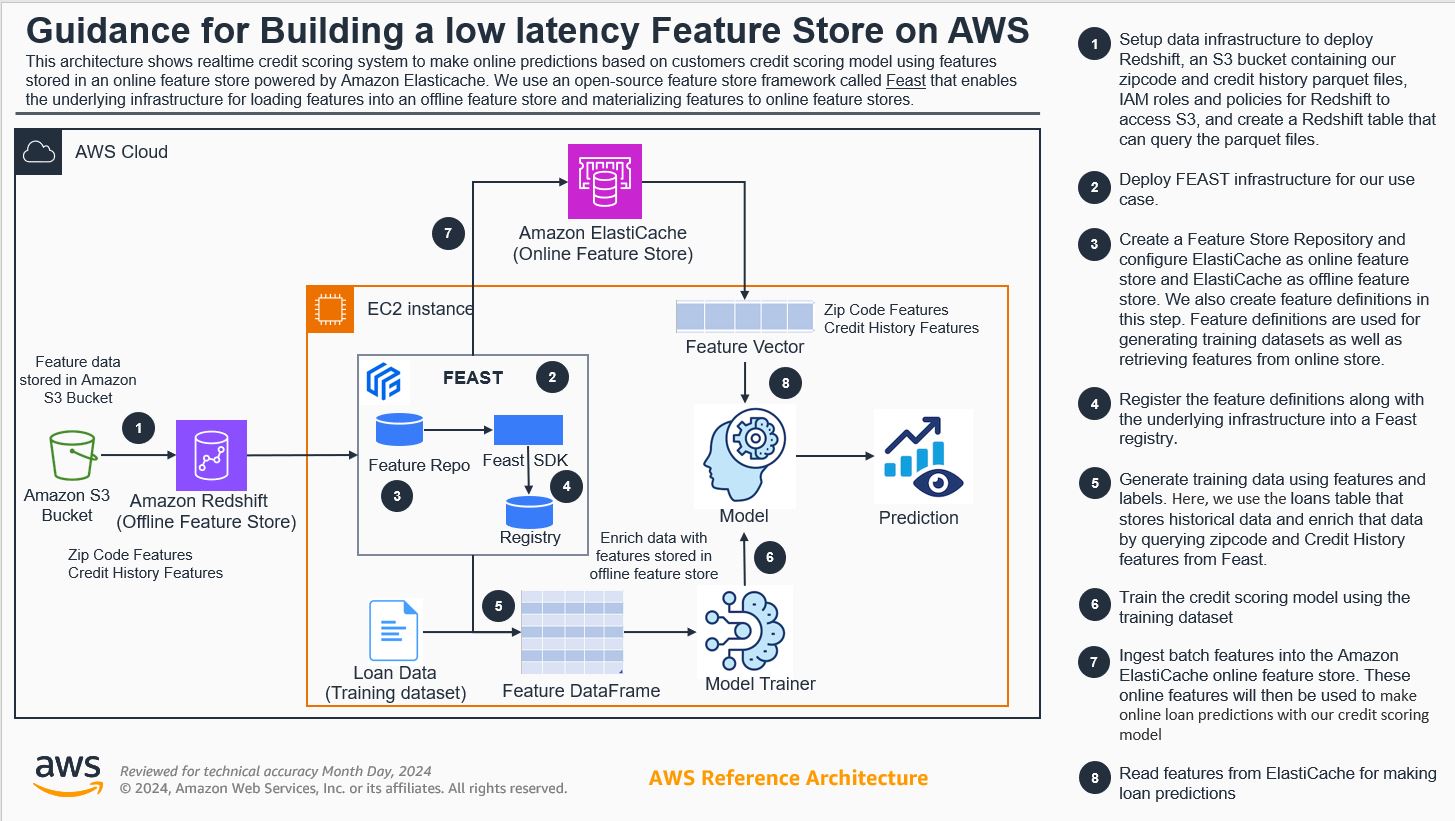 Guidance for Building a low latency Feature Store on AWS
This architecture shows realtime credit scoring system to make online predictions based on customers credit scoring model using features
stored in an online feature store powered by Amazon Elasticache. We use an open-source feature store framework called Feast that enables
the underlying infrastructure for loading features into an offline feature store and materializing features to online feature stores.
AWS Cloud
7
Amazon ElastiCache
(Online Feature Store)
EC2 instance
Zip Code Features
Credit History Features
Feature Vector
Feature data
stored in Amazon
S3 Bucket
1
Amazon S3
Bucket
Amazon Redshift
(Offline Feature Store)
Zip Code Features
Credit History Features
FEAST
2
Feature Repo
Feast SDK
3
4
Registry
8
Model
Prediction
Enrich data with
features stored in
offline feature store
6
5
Loan Data
(Training dataset)
Feature DataFrame
Model Trainer
aws
Reviewed for technical accuracy Month Day, 2024
© 2024, Amazon Web Services, Inc. or its affiliates. All rights reserved.
AWS Reference Architecture
1
Setup data infrastructure to deploy
Redshift, an S3 bucket containing our
zipcode and credit history parquet files,
IAM roles and policies for Redshift to
access S3, and create a Redshift table that
can query the parquet files.
2
Deploy FEAST infrastructure for our use
case.
3
Create a Feature Store Repository and
configure ElastiCache as online feature
store and ElastiCache as offline feature
store. We also create feature definitions in
this step. Feature definitions are used for
generating training datasets as well as
retrieving features from online store.
4
Register the feature definitions along with
the underlying infrastructure into a Feast
registry.
5
Generate training data using features and
labels. Here, we use the loans table that
stores historical data and enrich that data
by querying zipcode and Credit History
features from Feast.
6
Train the credit scoring model using the
training dataset
7
Ingest batch features into the Amazon
ElastiCache online feature store. These
online features will then be used to make
online loan predictions with our credit scoring
model
8
Read features from ElastiCache for making
loan predictions